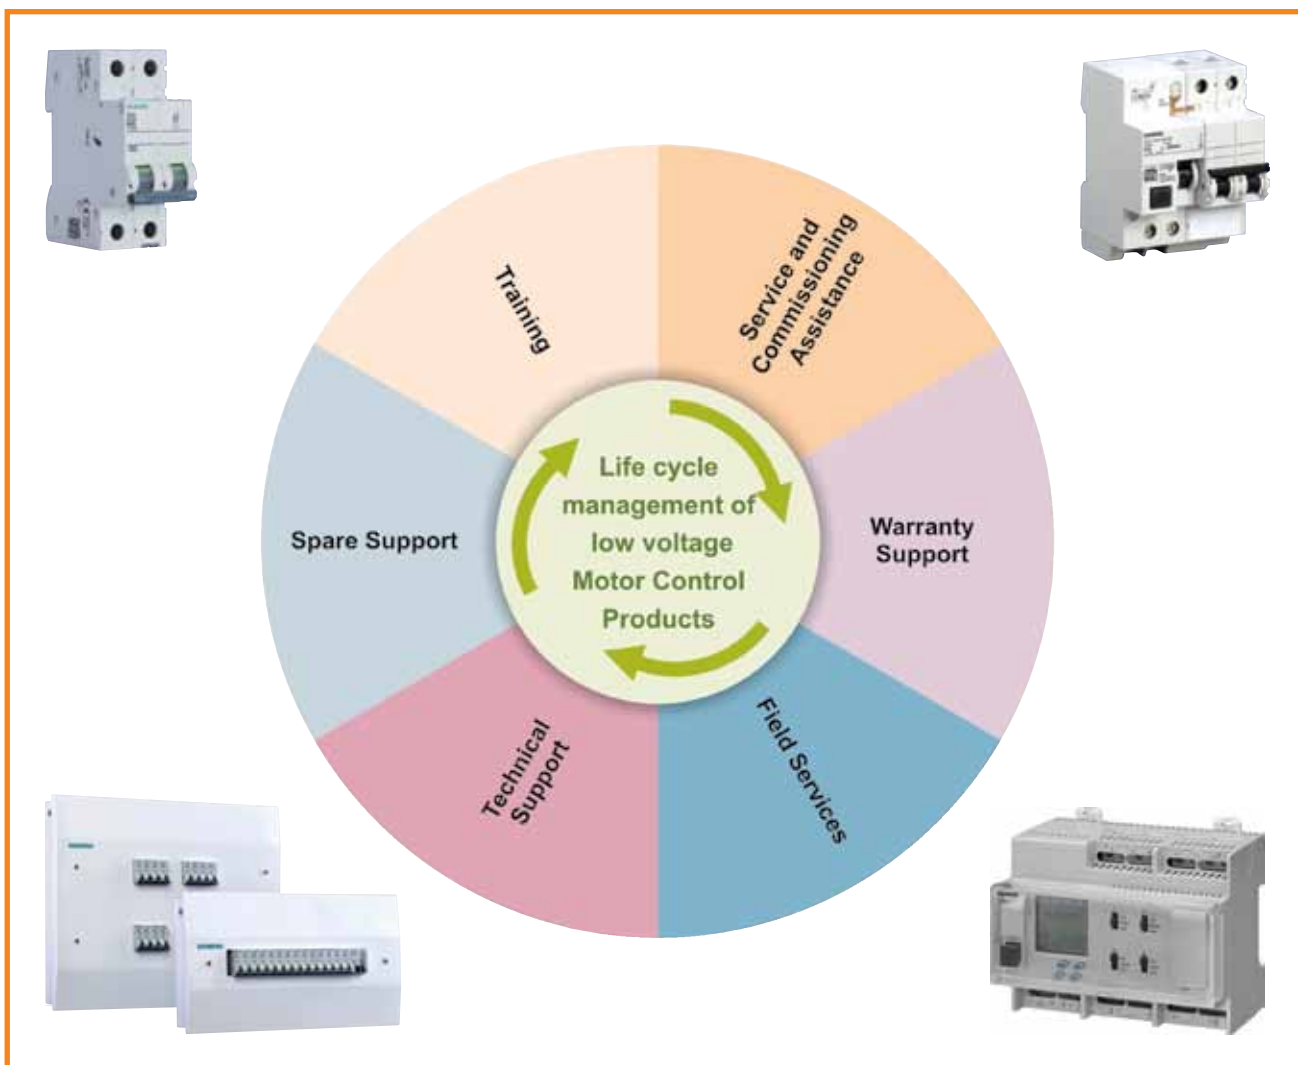 Training
Service and
Commissioning
Assistance
Spare Support
Life cycle
management of
low voltage
Motor Control
Products
Warranty
Support
Technical
Support
Field Services